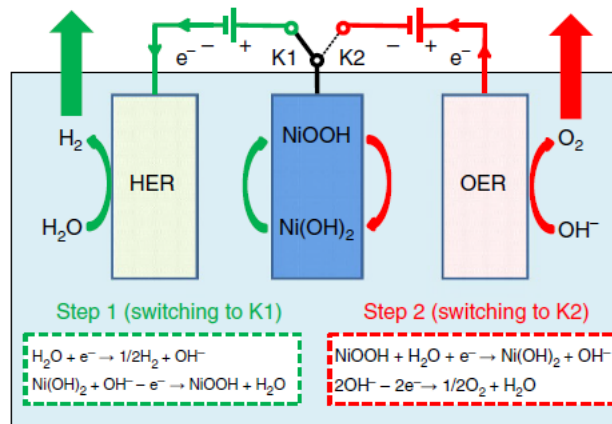 e⁻ − + K1 K2 − + e⁻
H₂ NiOOH O₂
HER OER
H₂O Ni(OH)₂ OH⁻
Step 1 (switching to K1) Step 2 (switching to K2)
H₂O + e⁻ → 1/2H₂ + OH⁻
Ni(OH)₂ + OH⁻ − e⁻ → NiOOH + H₂O
NiOOH + H₂O + e⁻ → Ni(OH)₂ + OH⁻
2OH⁻ − 2e⁻ → 1/2O₂ + H₂O